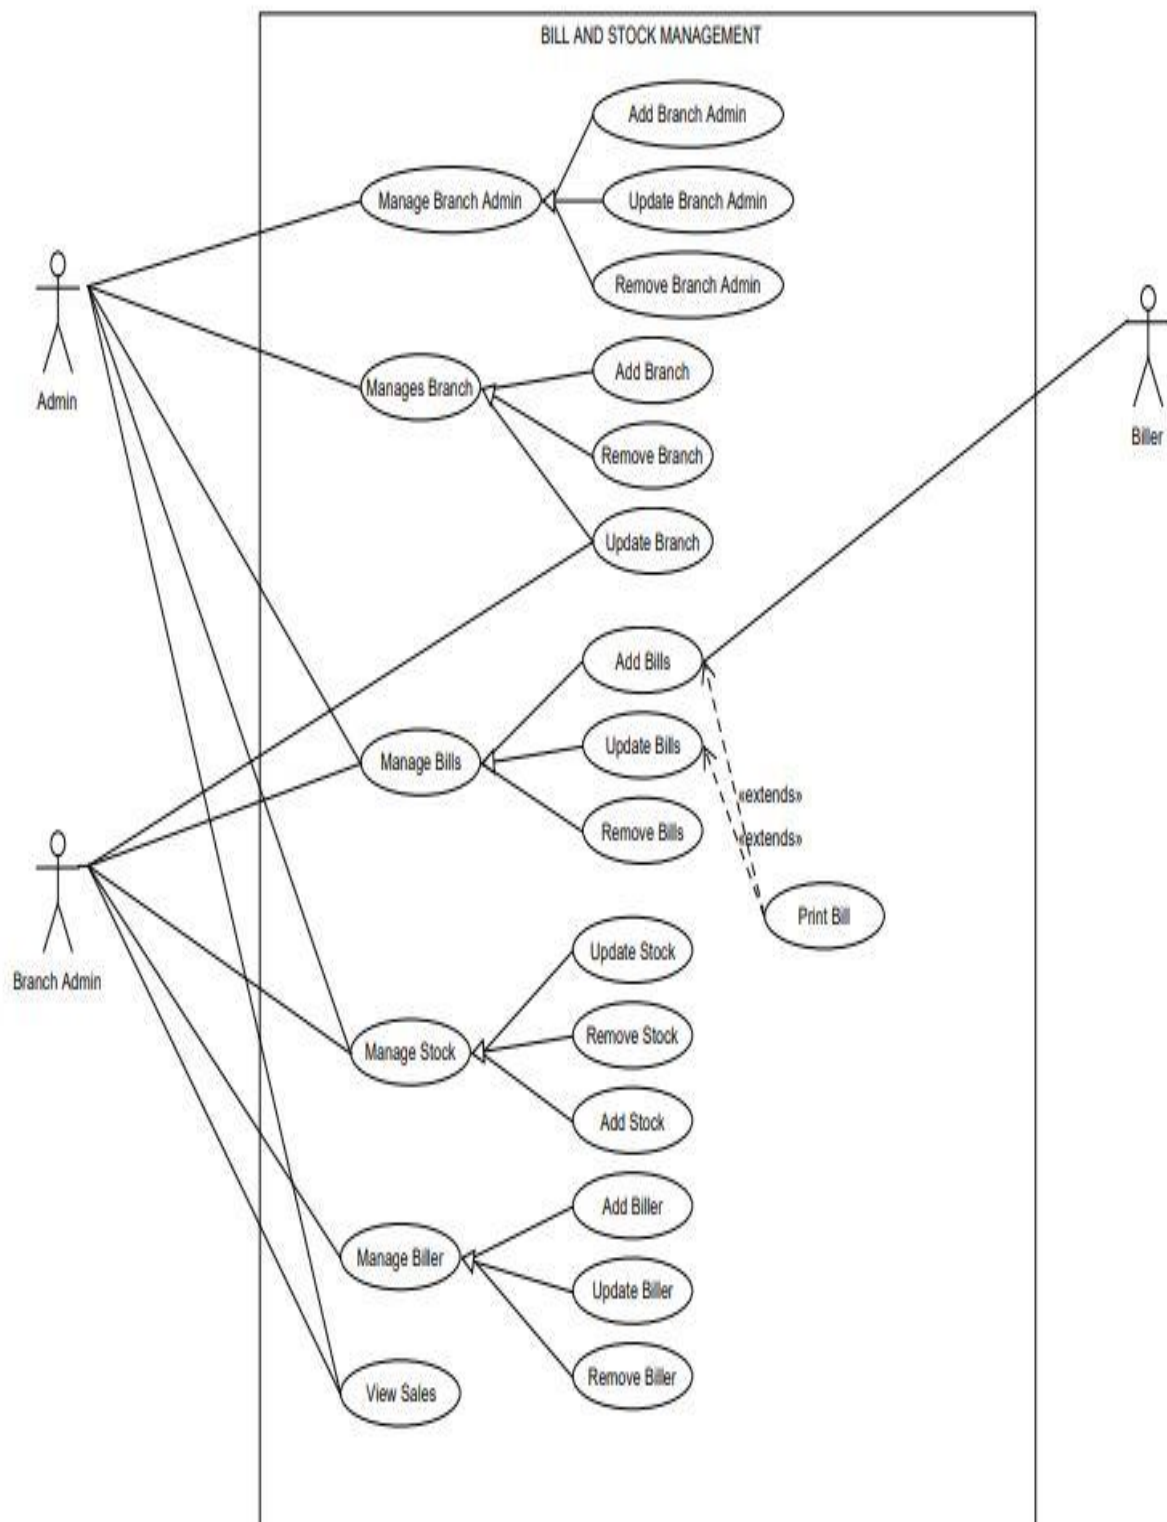 BILL AND STOCK MANAGEMENT
Add Branch Admin
Manage Branch Admin
Update Branch Admin
Remove Branch Admin
Admin
Manages Branch
Add Branch
Remove Branch
Biller
Update Branch
Add Bills
Manage Bills
Update Bills
«extends»
Remove Bills
«extends»
Print Bill
Branch Admin
Update Stock
Manage Stock
Remove Stock
Add Stock
Add Biller
Manage Biller
Update Biller
Remove Biller
View Sales